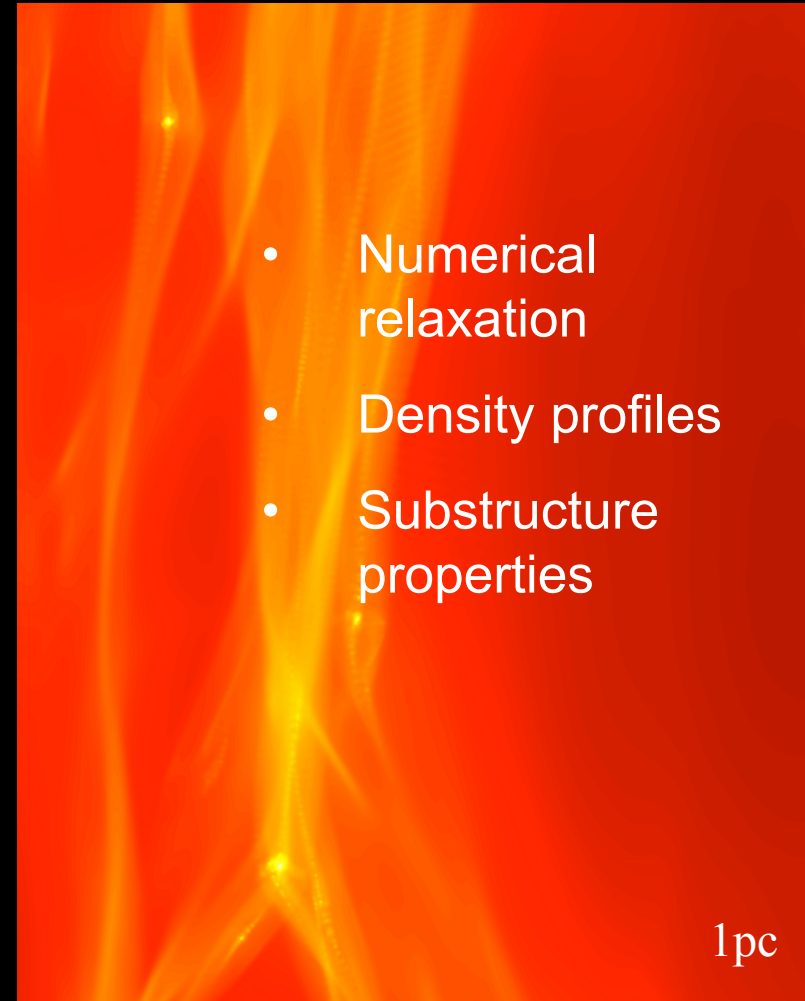 • Numerical
relaxation
• Density profiles
• Substructure
properties
1pc